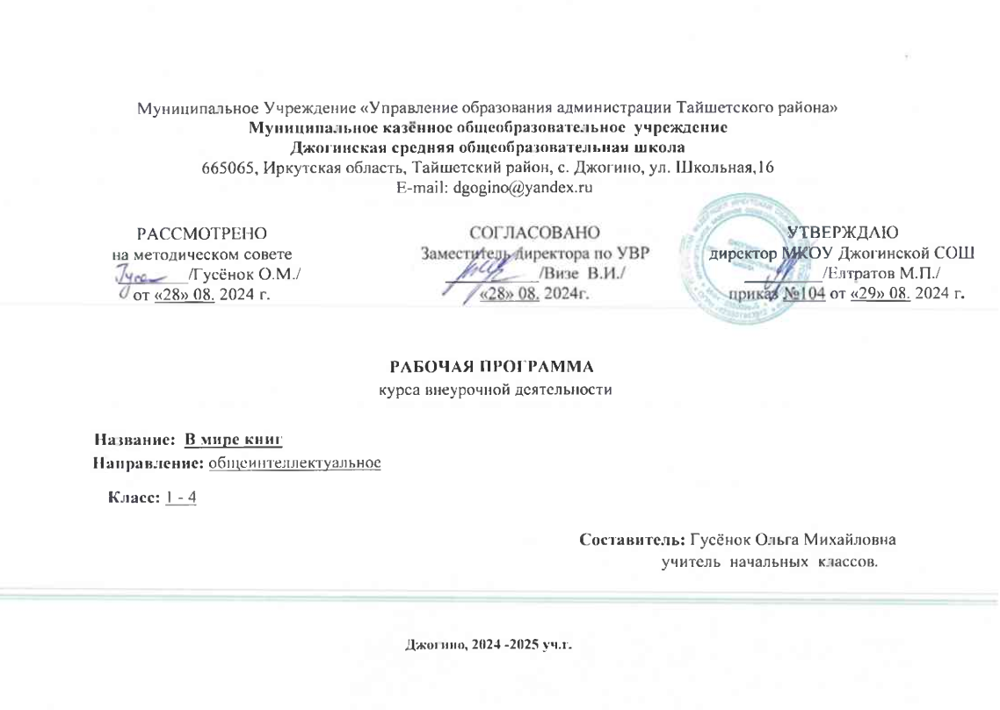 Муниципальное Учреждение «Управление образования администрации Тайшетского района»
Муниципальное казённое общеобразовательное учреждение
Джогинская средняя общеобразовательная школа
665065, Иркутская область, Тайшетский район, с. Джогино, ул. Школьная,16
E-mail: dgogino@yandex.ru
РАССМОТРЕНО
на методическом совете
_________/Гусёнок О.М./
от «28» 08. 2024 г.
СОГЛАСОВАНО
Заместитель Директора по УВР
___________/Визе В.И./
«28» 08. 2024г.
УТВЕРЖДАЮ
директор МКОУ Джогинской СОШ
_________/Елтратов М.П./
приказ №104 от «29» 08. 2024 г.
РАБОЧАЯ ПРОГРАММА
курса внеурочной деятельности
Название: В мире книг
Направление: общеинтеллектуальное
Класс: 1 - 4
Составитель: Гусёнок Ольга Михайловна
учитель начальных классов.
Джогино, 2024 -2025 уч.г.